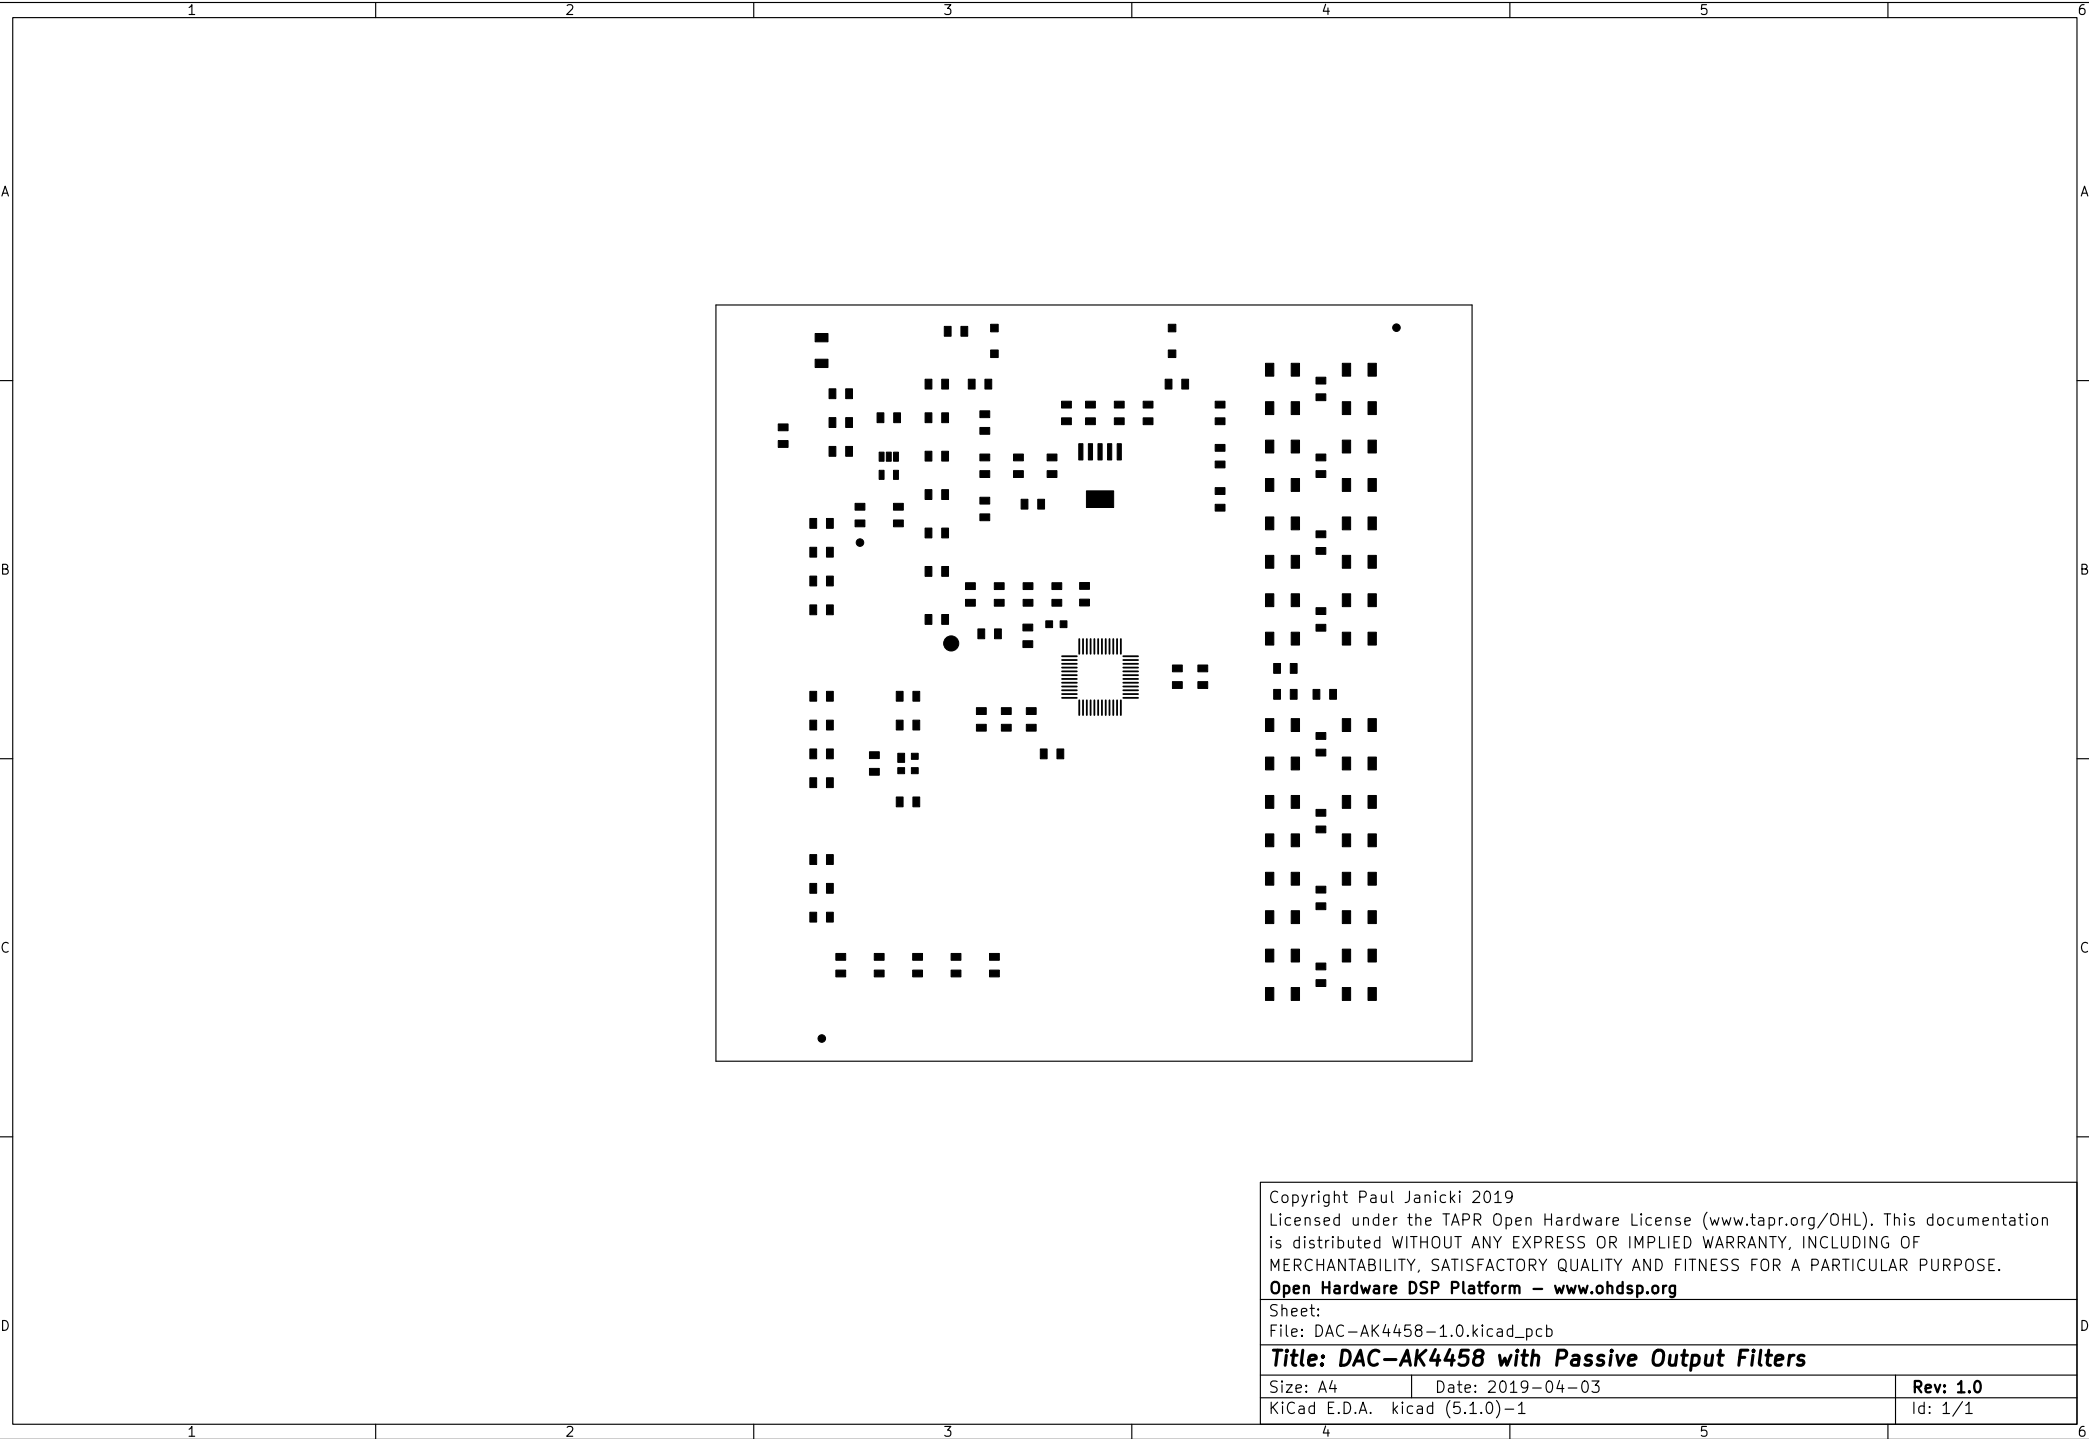 1 2 3 4 5 6
A A
B B
C C
Copyright Paul Janicki 2019
Licensed under the TAPR Open Hardware License (www.tapr.org/OHL). This documentation
is distributed WITHOUT ANY EXPRESS OR IMPLIED WARRANTY, INCLUDING OF
MERCHANTABILITY, SATISFACTORY QUALITY AND FITNESS FOR A PARTICULAR PURPOSE.
Open Hardware DSP Platform – www.ohdsp.org
Sheet:
D D
File: DAC–AK4458–1.0.kicad_pcb
Title: DAC–AK4458 with Passive Output Filters
Size: A4 Date: 2019–04–03 Rev: 1.0
KiCad E.D.A. kicad (5.1.0)–1 Id: 1/1
1 2 3 4 5 6